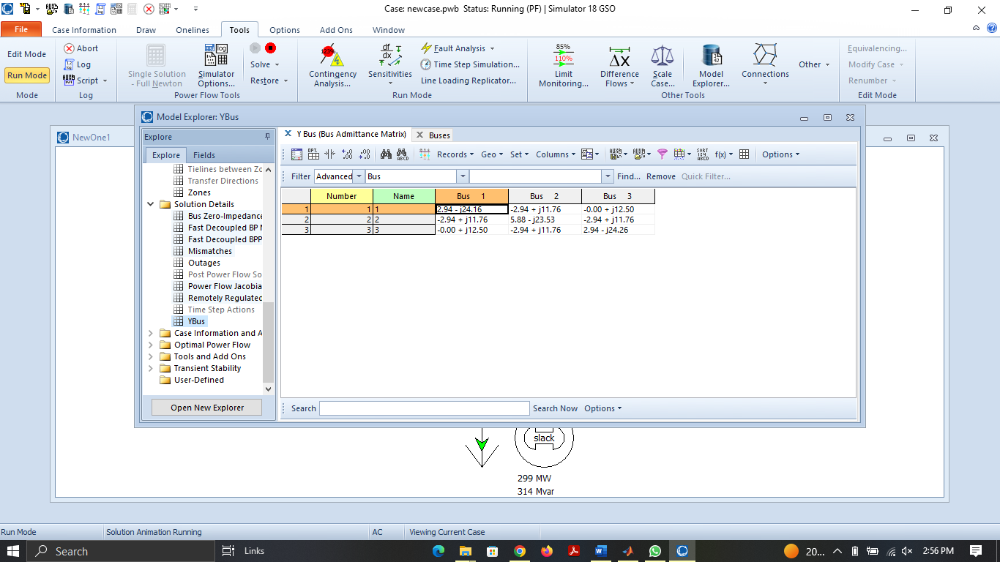 Case: newcase.pwb Status: Running (PF) | Simulator 18 GSO
File Case Information Draw Onelines Tools Options Add Ons Window
Edit Mode
Run Mode
Mode
Abort
Log
Script
Log
Single Solution - Full Newton
Simulator Options...
Solve
Restore
Power Flow Tools
Contingency Analysis...
Sensitivities
Fault Analysis
Time Step Simulation...
Line Loading Replicator...
Run Mode
85%
110%
Limit Monitoring...
Difference Flows
Scale Case...
Model Explorer...
Connections
Other
Other Tools
Equivalencing...
Modify Case
Renumber
Edit Mode
NewOne1
Model Explorer: YBus
Explore
Explore Fields
Tielines between Zc
Transfer Directions
Zones
Solution Details
Bus Zero-Impedance
Fast Decoupled BP M
Fast Decoupled BPP
Mismatches
Outages
Post Power Flow So
Power Flow Jacobia
Remotely Regulated
Time Step Actions
YBus
Case Information and A
Optimal Power Flow
Tools and Add Ons
Transient Stability
User-Defined
Open New Explorer
Y Bus (Bus Admittance Matrix) Buses
Records Geo Set Columns SORT 124 ABED f(x) Options
Filter Advanced Bus Find... Remove Quick Filter...
Number Name Bus 1 Bus 2 Bus 3
1 1 1 2.94 - j24.16 -2.94 + j11.76 -0.00 + j12.50
2 2 2 -2.94 + j11.76 5.88 - j23.53 -2.94 + j11.76
3 3 3 -0.00 + j12.50 -2.94 + j11.76 2.94 - j24.26
Search Search Now Options
slack
299 MW
314 Mvar
Run Mode Solution Animation Running AC Viewing Current Case
Search Links 20... 2:56 PM